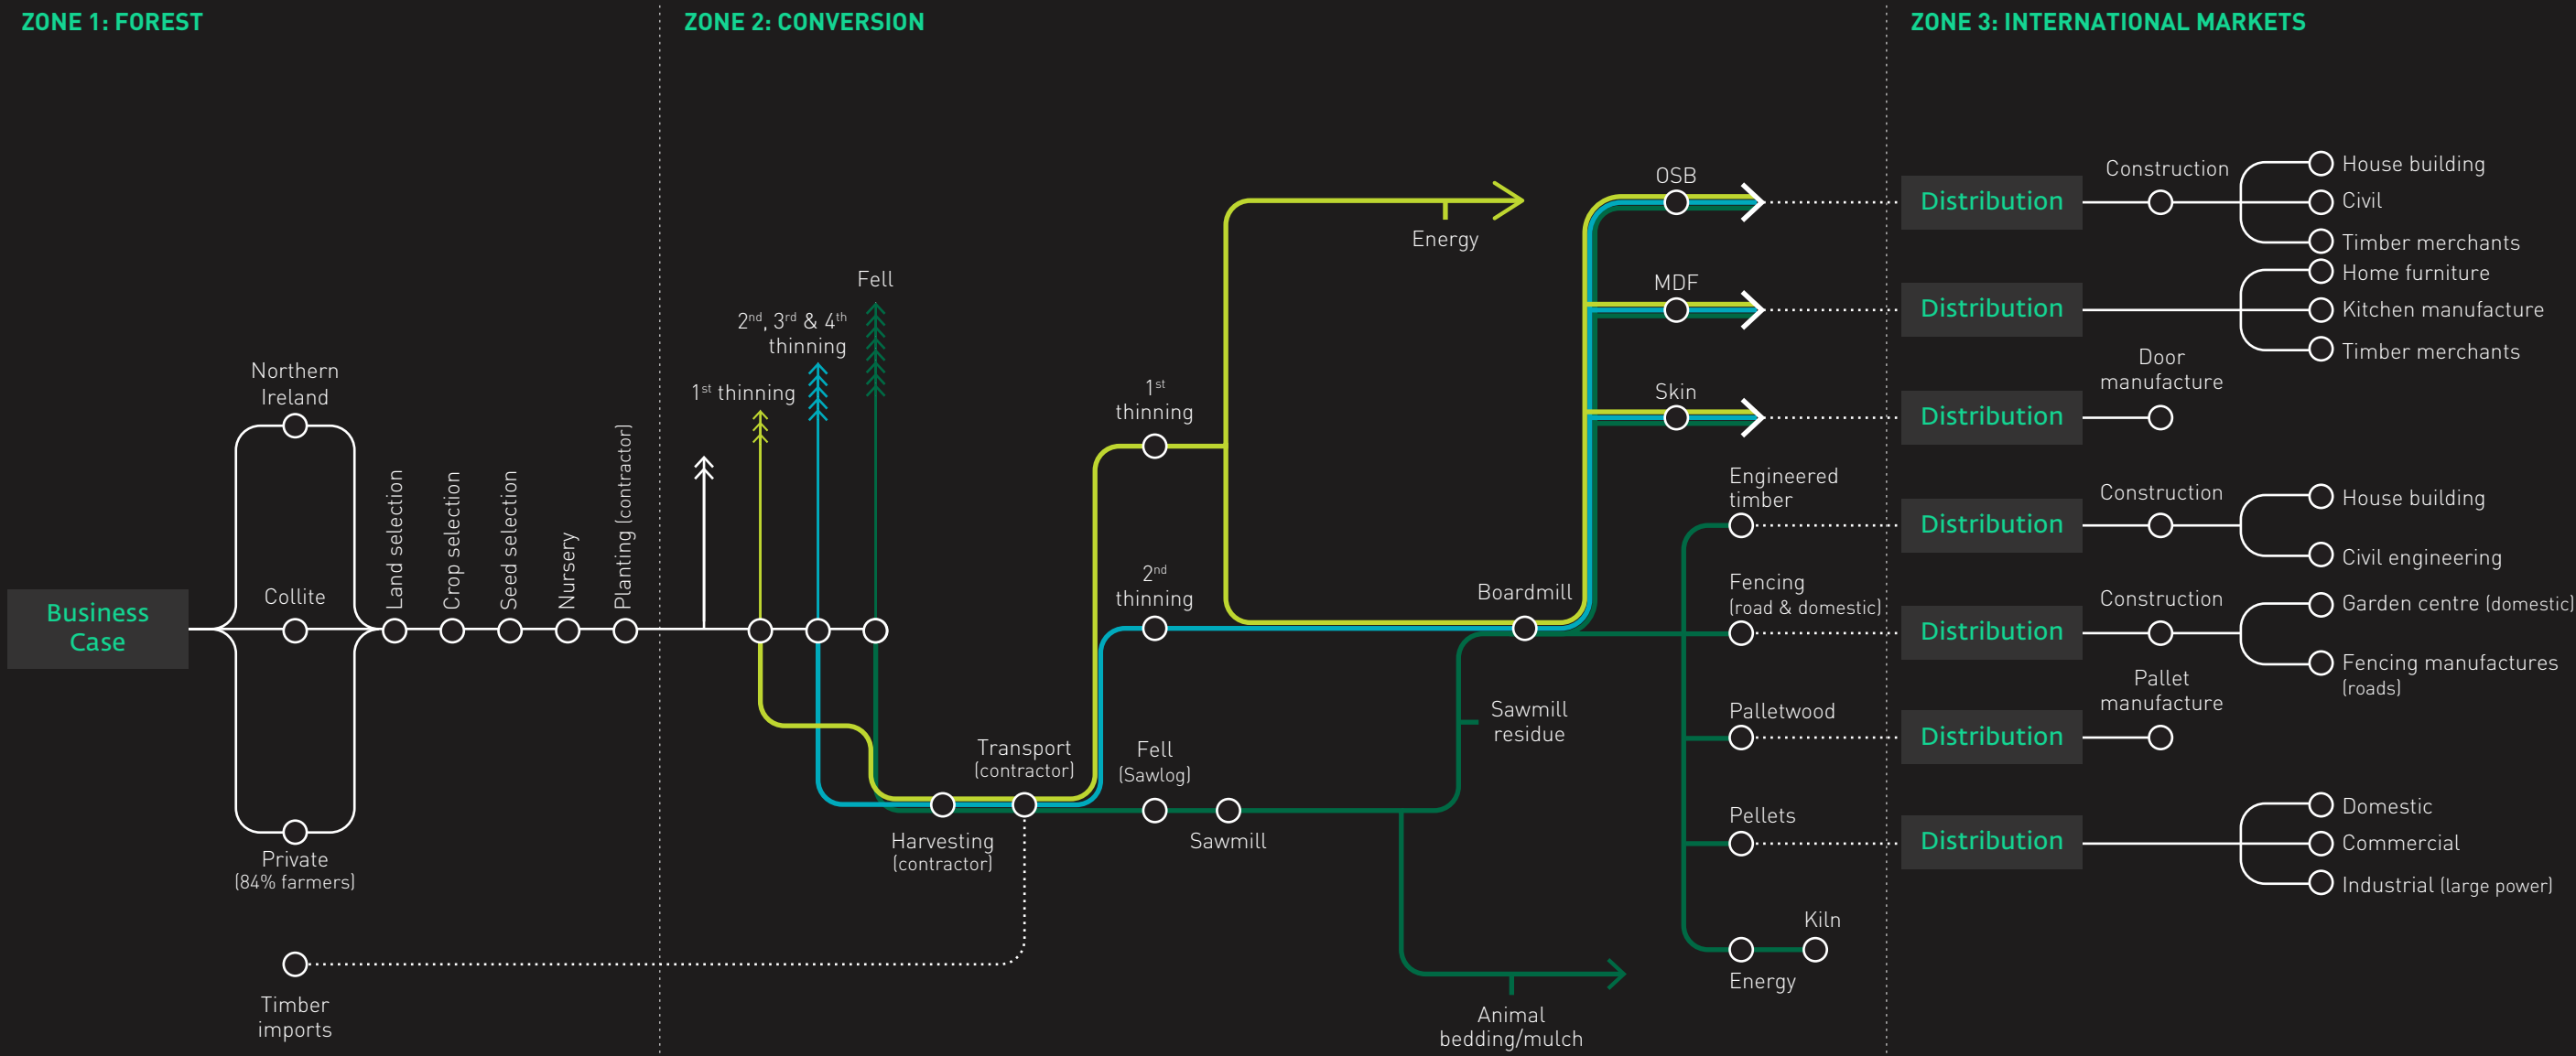 ZONE 1: FOREST
ZONE 2: CONVERSION
ZONE 3: INTERNATIONAL MARKETS
Business
Case
Northern
Ireland
Collite
Private
(84% farmers)
Timber
imports
Land selection
Crop selection
Seed selection
Nursery
Planting (contractor)
1st thinning
2nd, 3rd & 4th
thinning
Fell
Harvesting
(contractor)
Transport
(contractor)
1st
thinning
2nd
thinning
Fell
(Sawlog)
Sawmill
Energy
Boardmill
Sawmill
residue
Animal
bedding/mulch
OSB
MDF
Skin
Engineered
timber
Fencing
(road & domestic)
Palletwood
Pellets
Kiln
Energy
Distribution
Construction
House building
Civil
Timber merchants
Distribution
Home furniture
Kitchen manufacture
Timber merchants
Distribution
Door
manufacture
Distribution
Construction
House building
Civil engineering
Distribution
Construction
Garden centre (domestic)
Fencing manufactures
(roads)
Distribution
Pallet
manufacture
Distribution
Domestic
Commercial
Industrial (large power)